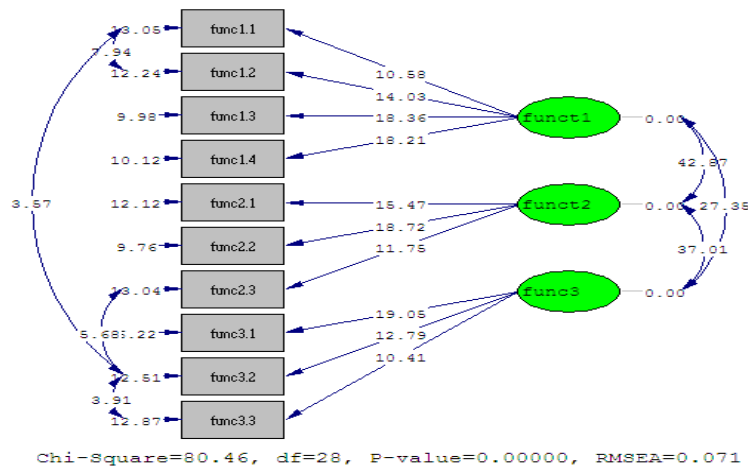 13.05 func1.1
7.94
12.24 func1.2 10.58
14.03
9.98 func1.3 18.36 funct1 0.00
18.21
10.12 func1.4 42.87
3.57 12.12 func2.1 15.47 funct2 0.00 27.35
18.72
9.76 func2.2 11.75 37.01
13.04 func2.3 func3 0.00
19.05
5.68 5.22 func3.1 12.79
12.51 func3.2 10.41
3.91
12.87 func3.3
Chi-Square=80.46, df=28, P-value=0.00000, RMSEA=0.071